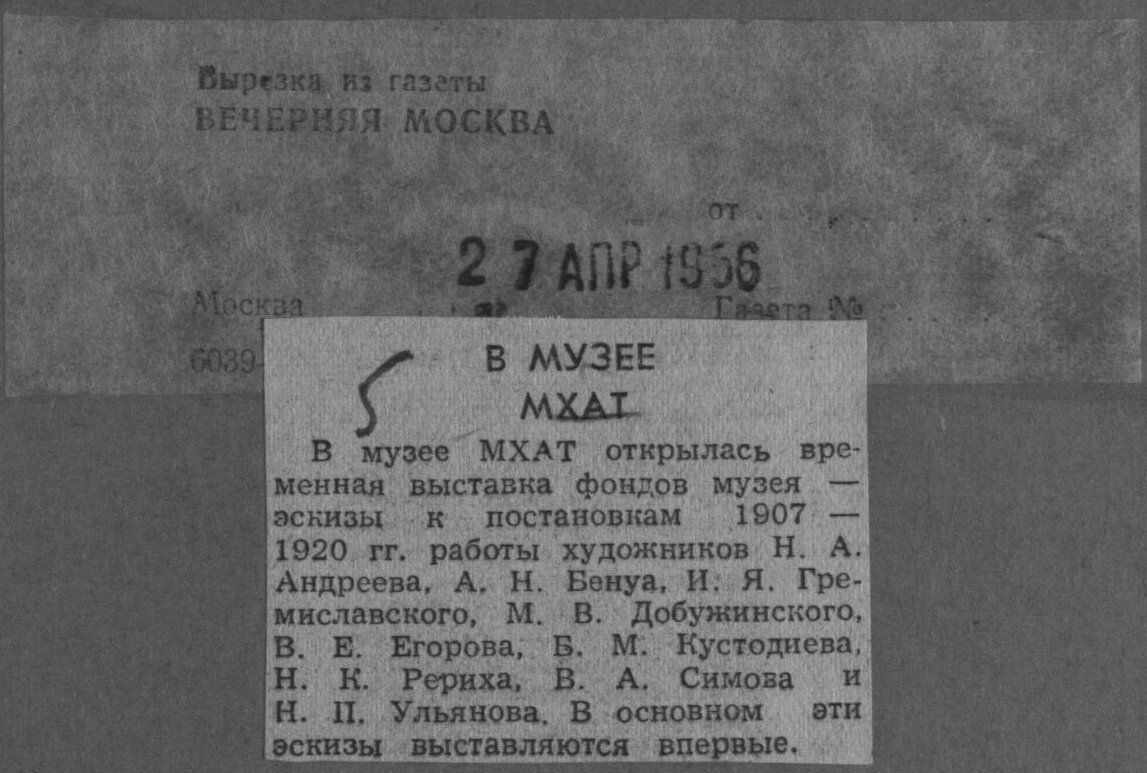 Вырезка из газеты
ВЕЧЕРНЯЯ МОСКВА
от . . . . . . . . . .
27 АПР 1956
Москва Газета № . . . .
6039-
В МУЗЕЕ
МХАТ
В музее МХАТ открылась вре-
менная выставка фондов музея —
эскизы к постановкам 1907 —
1920 гг. работы художников Н. А.
Андреева, А. Н. Бенуа, И. Я. Гре-
миславского, М. В. Добужинского,
В. Е. Егорова, Б. М. Кустодиева,
Н. К. Рериха, В. А. Симова и
Н. П. Ульянова. В основном эти
эскизы выставляются впервые.